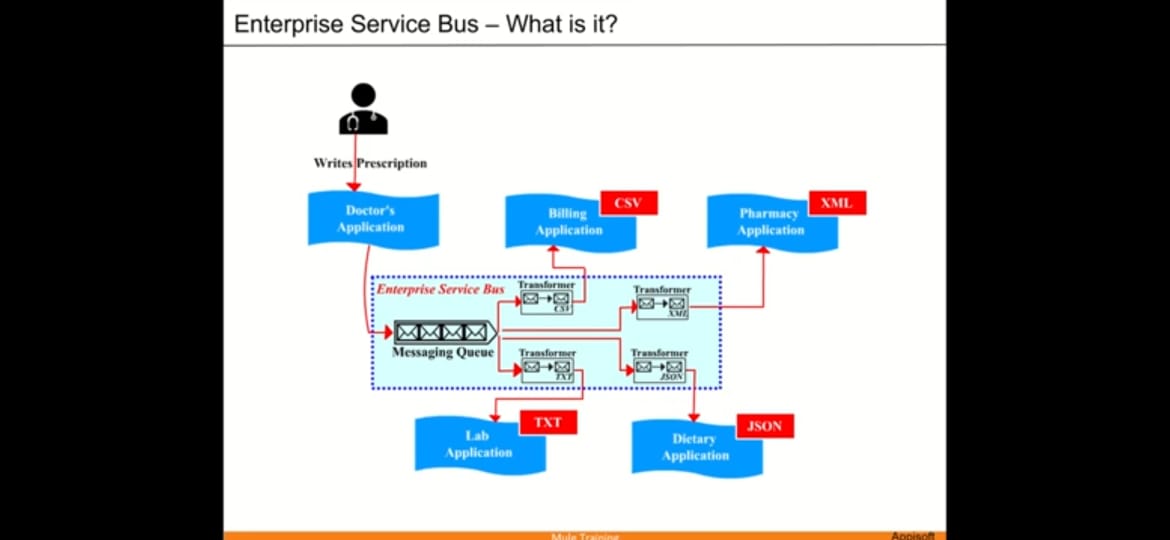 Enterprise Service Bus – What is it?
Writes Prescription
Doctor's
Application
Billing
Application
CSV
Pharmacy
Application
XML
Enterprise Service Bus
Messaging Queue
Transformer
CSV
Transformer
XML
Transformer
TXT
Transformer
JSON
Lab
Application
TXT
Dietary
Application
JSON
Mule Training
Appisoft